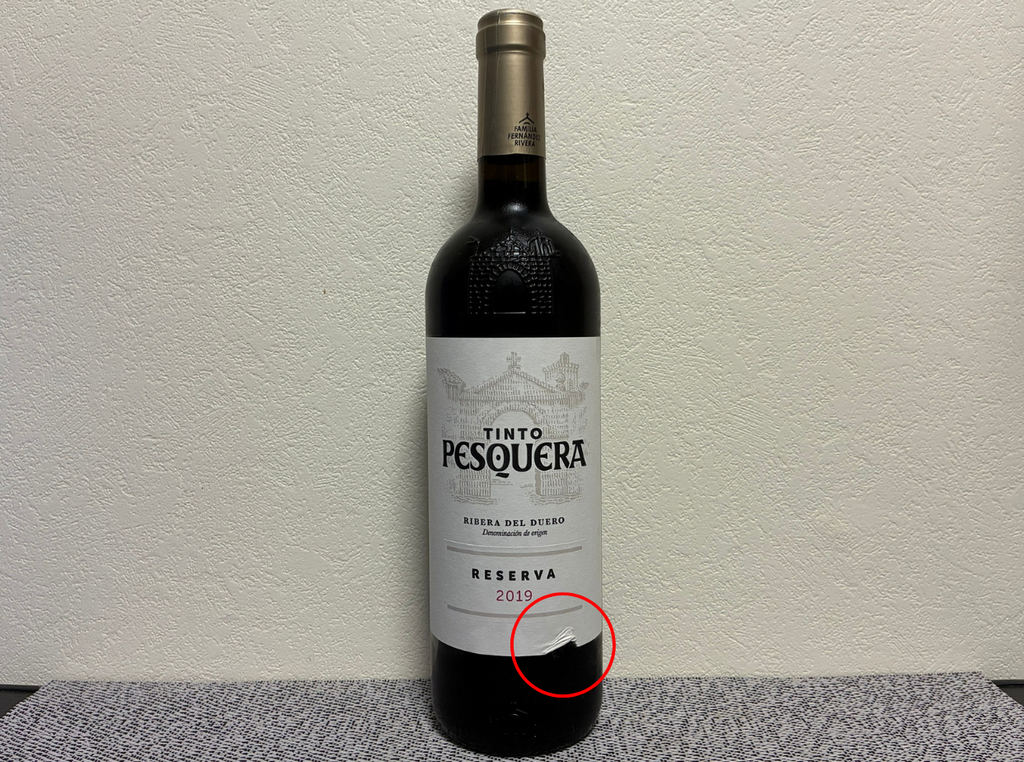 FAMILIA
FERNÁNDEZ
RIVERA
TINTO
PESQUERA
RIBERA DEL DUERO
Denominación de origen
RESERVA
2019